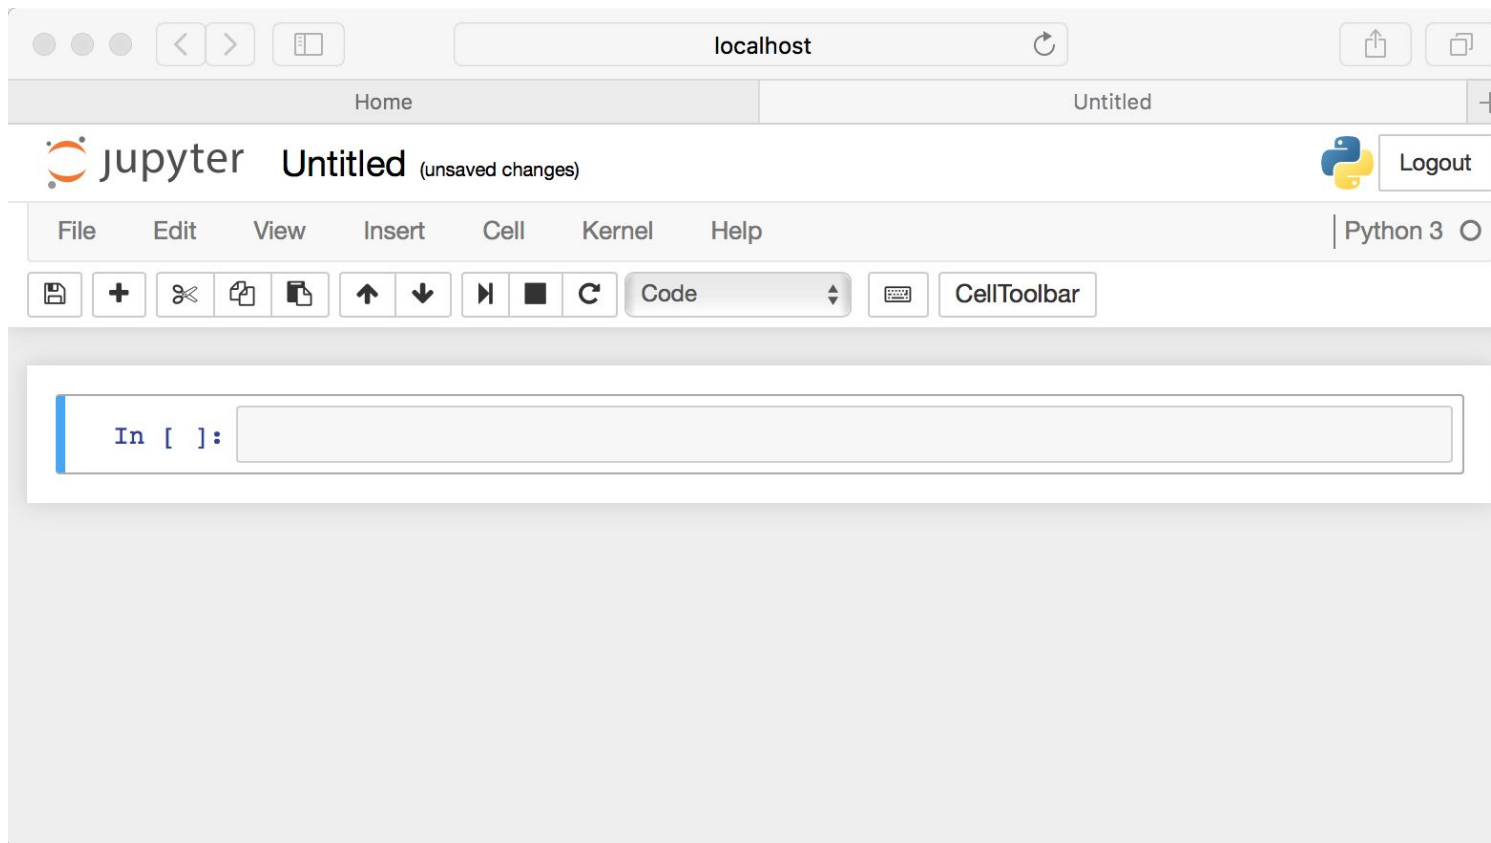 localhost
Home Untitled
jupyter Untitled (unsaved changes) Logout
File Edit View Insert Cell Kernel Help Python 3
Code CellToolbar
In [ ]: